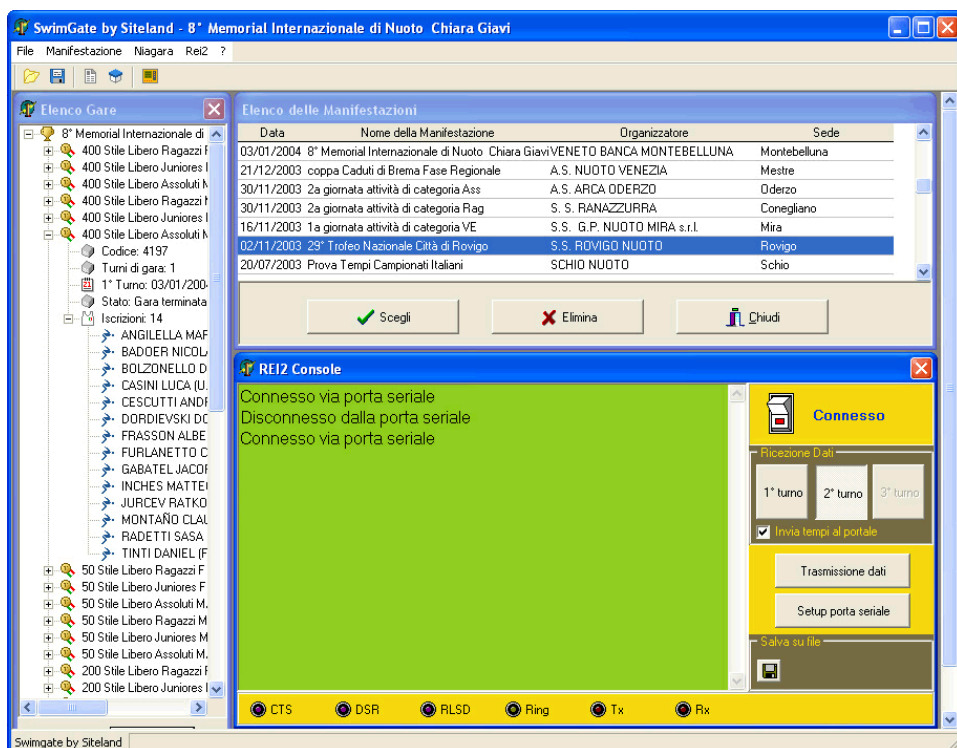 SwimGate by Siteland - 8° Memorial Internazionale di Nuoto Chiara Giavi
File Manifestazione Niagara Rei2 ?
Elenco Gare
8° Memorial Internazionale di
400 Stile Libero Ragazzi F
400 Stile Libero Juniores
400 Stile Libero Assoluti
400 Stile Libero Ragazzi
400 Stile Libero Juniores
400 Stile Libero Assoluti
Codice: 4197
Turni di gara: 1
1° Turno: 03/01/200
Stato: Gara terminata
Iscrizioni: 14
ANGILELLA MAF
BADOER NICOL
BOLZONELLO D
CASINI LUCA (U.
CESCUTTI ANDF
DORDIEVSKI DC
FRASSON ALBE
FURLANETTO C
GABATEL JACOF
INCHES MATTE
JURCEV RATKO
MONTAÑO CLAU
RADETTI SASA
TINTI DANIEL (F
50 Stile Libero Ragazzi F
50 Stile Libero Juniores F
50 Stile Libero Assoluti M.
50 Stile Libero Ragazzi M
50 Stile Libero Juniores M
50 Stile Libero Assoluti M.
200 Stile Libero Ragazzi F
200 Stile Libero Juniores
Elenco delle Manifestazioni
Data Nome della Manifestazione Organizzatore Sede
03/01/2004 8° Memorial Internazionale di Nuoto Chiara Giavi VENETO BANCA MONTEBELLUNA Montebelluna
21/12/2003 coppa Caduti di Brema Fase Regionale A.S. NUOTO VENEZIA Mestre
30/11/2003 2a giornata attività di categoria Ass A.S. ARCA ODERZO Oderzo
30/11/2003 2a giornata attività di categoria Rag S. S. RANAZZURRA Conegliano
16/11/2003 1a giornata attività di categoria VE S.S. G.P. NUOTO MIRA s.r.l. Mira
02/11/2003 29° Trofeo Nazionale Città di Rovigo S.S. ROVIGO NUOTO Rovigo
20/07/2003 Prova Tempi Campionati Italiani SCHIO NUOTO Schio
Scegli Elimina Chiudi
REI2 Console
Connesso via porta seriale
Disconnesso dalla porta seriale
Connesso via porta seriale
Connesso
Ricezione Dati
1° turno 2° turno 3° turno
Invia tempi al portale
Trasmissione dati
Setup porta seriale
Salva su file
CTS DSR RLSD Ring Tx Rx
Swimgate by Siteland